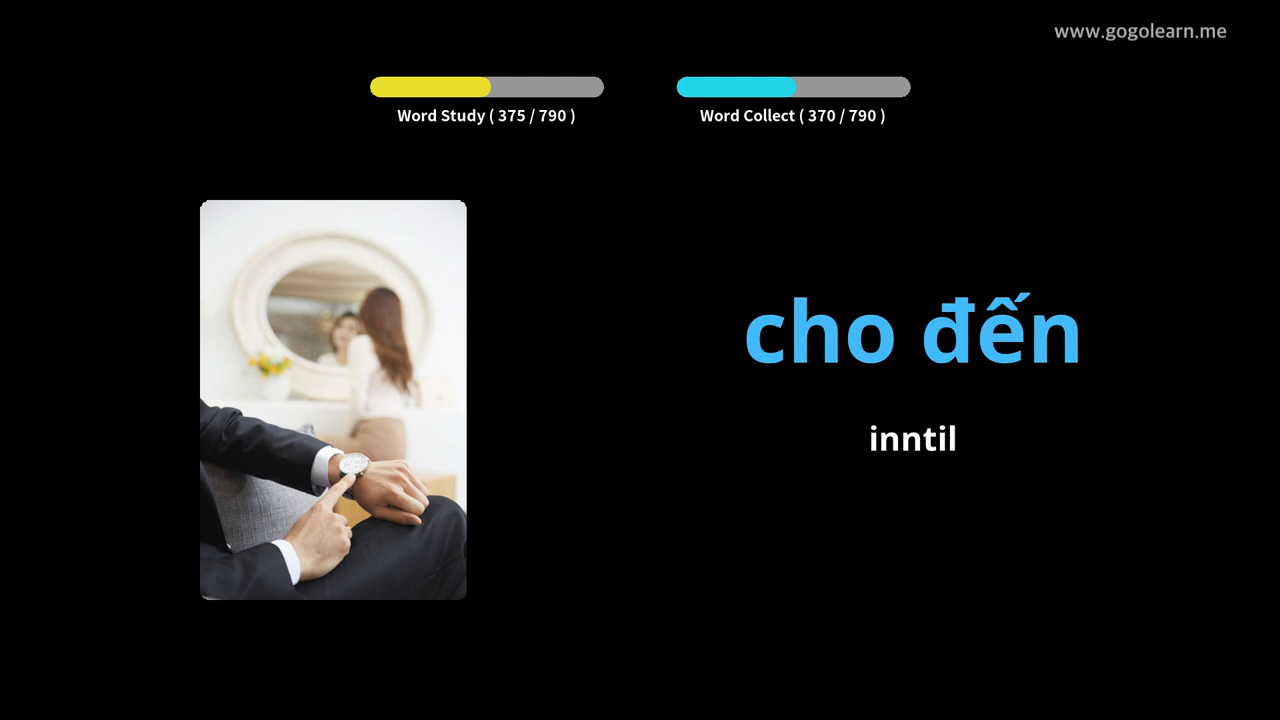 www.gogolearn.me
Word Study ( 375 / 790 )
Word Collect ( 370 / 790 )
cho đến
inntil